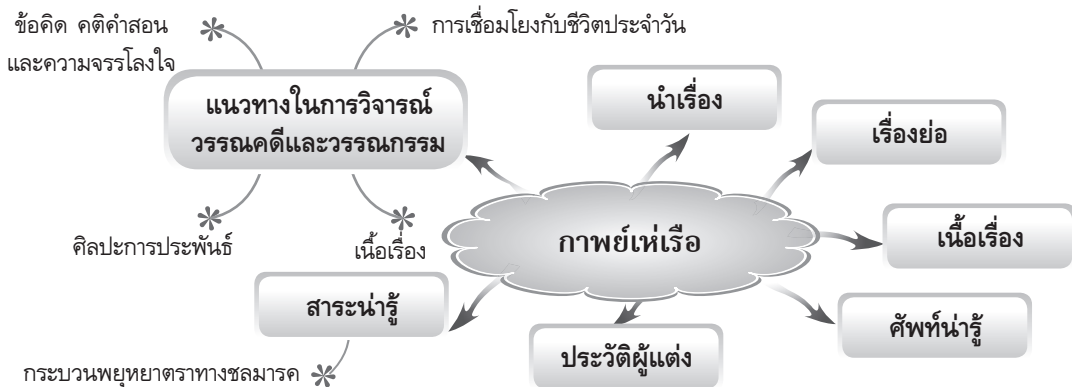 ข้อคิด คติคำสอน
และความจรรโลงใจ
การเชื่อมโยงกับชีวิตประจำวัน
แนวทางในการวิจารณ์
วรรณคดีและวรรณกรรม
นำเรื่อง
เรื่องย่อ
ศิลปะการประพันธ์
เนื้อเรื่อง
กาพย์เห่เรือ
เนื้อเรื่อง
สาระน่ารู้
ศัพท์น่ารู้
ประวัติผู้แต่ง
กระบวนพยุหยาตราทางชลมารค